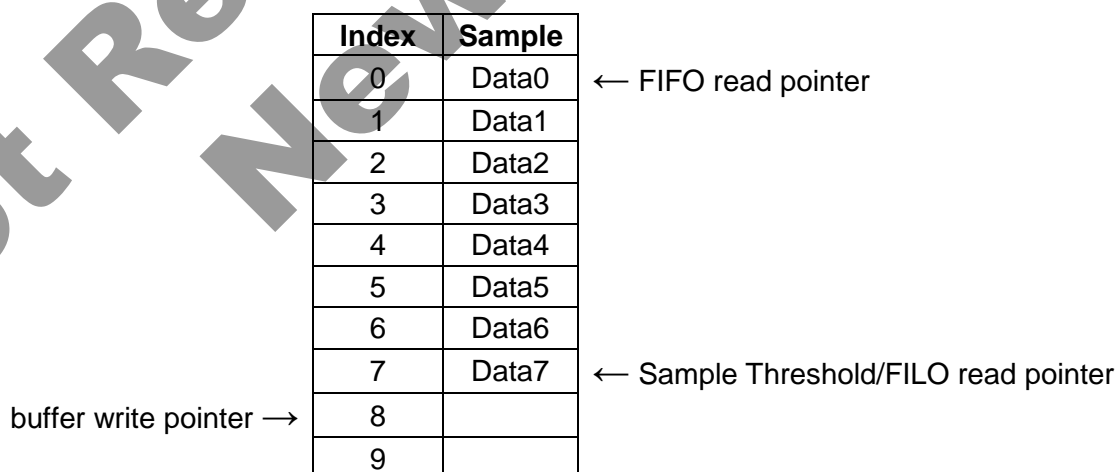 Index Sample
0 Data0 ← FIFO read pointer
1 Data1
2 Data2
3 Data3
4 Data4
5 Data5
6 Data6
7 Data7 ← Sample Threshold/FILO read pointer
buffer write pointer → 8
9